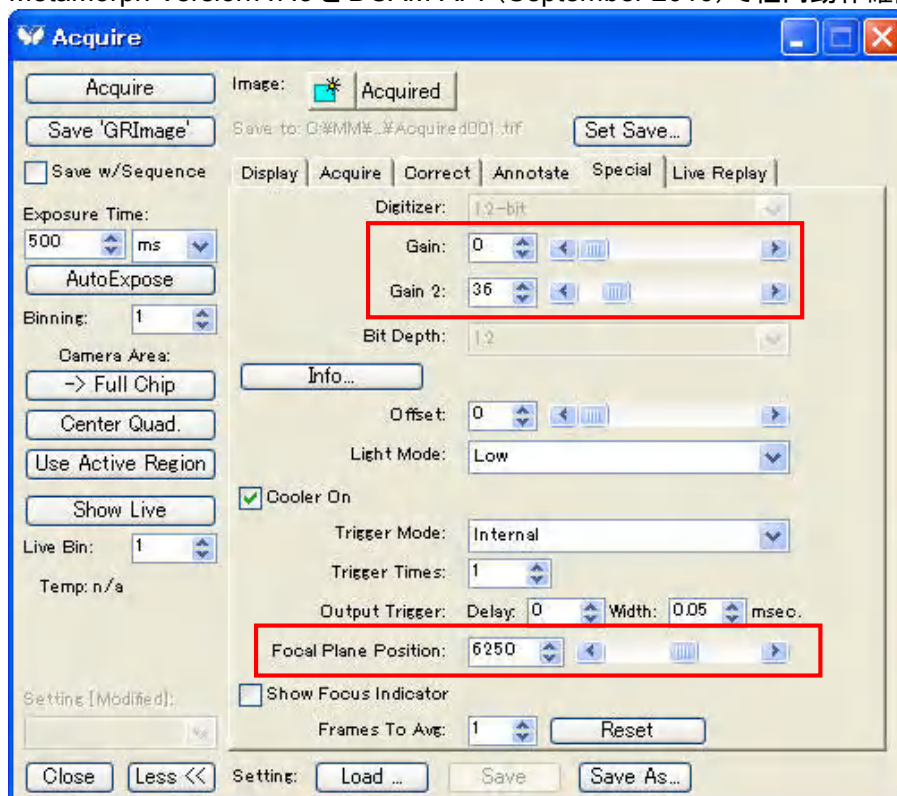 Acquire
Acquire
Image:
Acquired
Save 'GRImage'
Save to: G:¥MM¥...¥Acquired001.tif
Set Save...
Save w/Sequence
Display
Acquire
Correct
Annotate
Special
Live Replay
Exposure Time:
500
ms
AutoExpose
Binning:
1
Camera Area:
-> Full Chip
Center Quad.
Use Active Region
Show Live
Live Bin:
1
Temp: n/a
Setting [Modified]:
Close
Less <<
Digitizer:
12-bit
Gain:
0
Gain 2:
36
Bit Depth:
12
Info...
Offset:
0
Light Mode:
Low
Cooler On
Trigger Mode:
Internal
Trigger Times:
1
Output Trigger:
Delay: 0
Width: 0.05
msec.
Focal Plane Position:
6250
Show Focus Indicator
Frames To Avg:
1
Reset
Setting:
Load ...
Save
Save As...